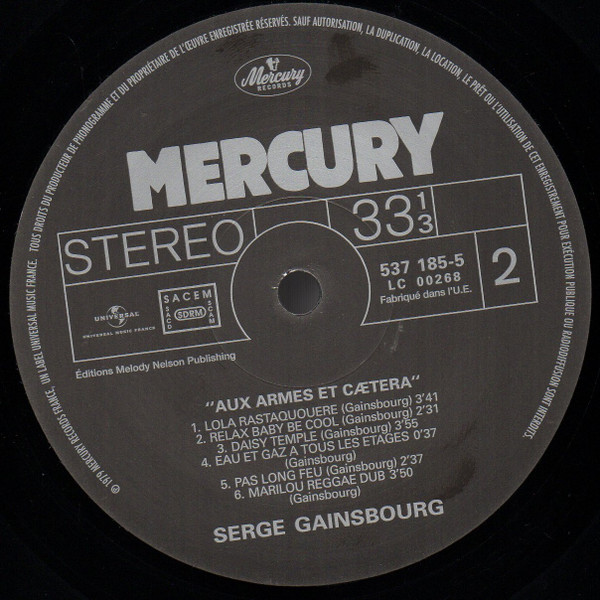 TOUS DROITS DU PRODUCTEUR DE PHONOGRAMME ET DU PROPRIÉTAIRE DE L'ŒUVRE ENREGISTRÉE RÉSERVÉS. SAUF AUTORISATION, LA DUPLICATION, LA LOCATION, LE PRÊT OU L'UTILISATION DE CET ENREGISTREMENT POUR EXÉCUTION PUBLIQUE OU RADIODIFFUSION SONT INTERDITS.
Mercury
RECORDS
MERCURY
STEREO
33 1/3
537 185-5
LC 00268
Fabriqué dans l'U.E.
2
UNIVERSAL
UNIVERSAL MUSIC FRANCE
SACEM
SACD
SDRM
SCAM
Éditions Melody Nelson Publishing
"AUX ARMES ET CÆTERA"
1. LOLA RASTAQUOUERE (Gainsbourg) 3'41
2. RELAX BABY BE COOL (Gainsbourg) 2'31
3. DAISY TEMPLE (Gainsbourg) 3'55
4. EAU ET GAZ A TOUS LES ETAGES 0'37
(Gainsbourg)
5. PAS LONG FEU (Gainsbourg) 2'37
6. MARILOU REGGAE DUB 3'50
(Gainsbourg)
SERGE GAINSBOURG
℗ 1979 MERCURY RECORDS FRANCE, UN LABEL UNIVERSAL MUSIC FRANCE.